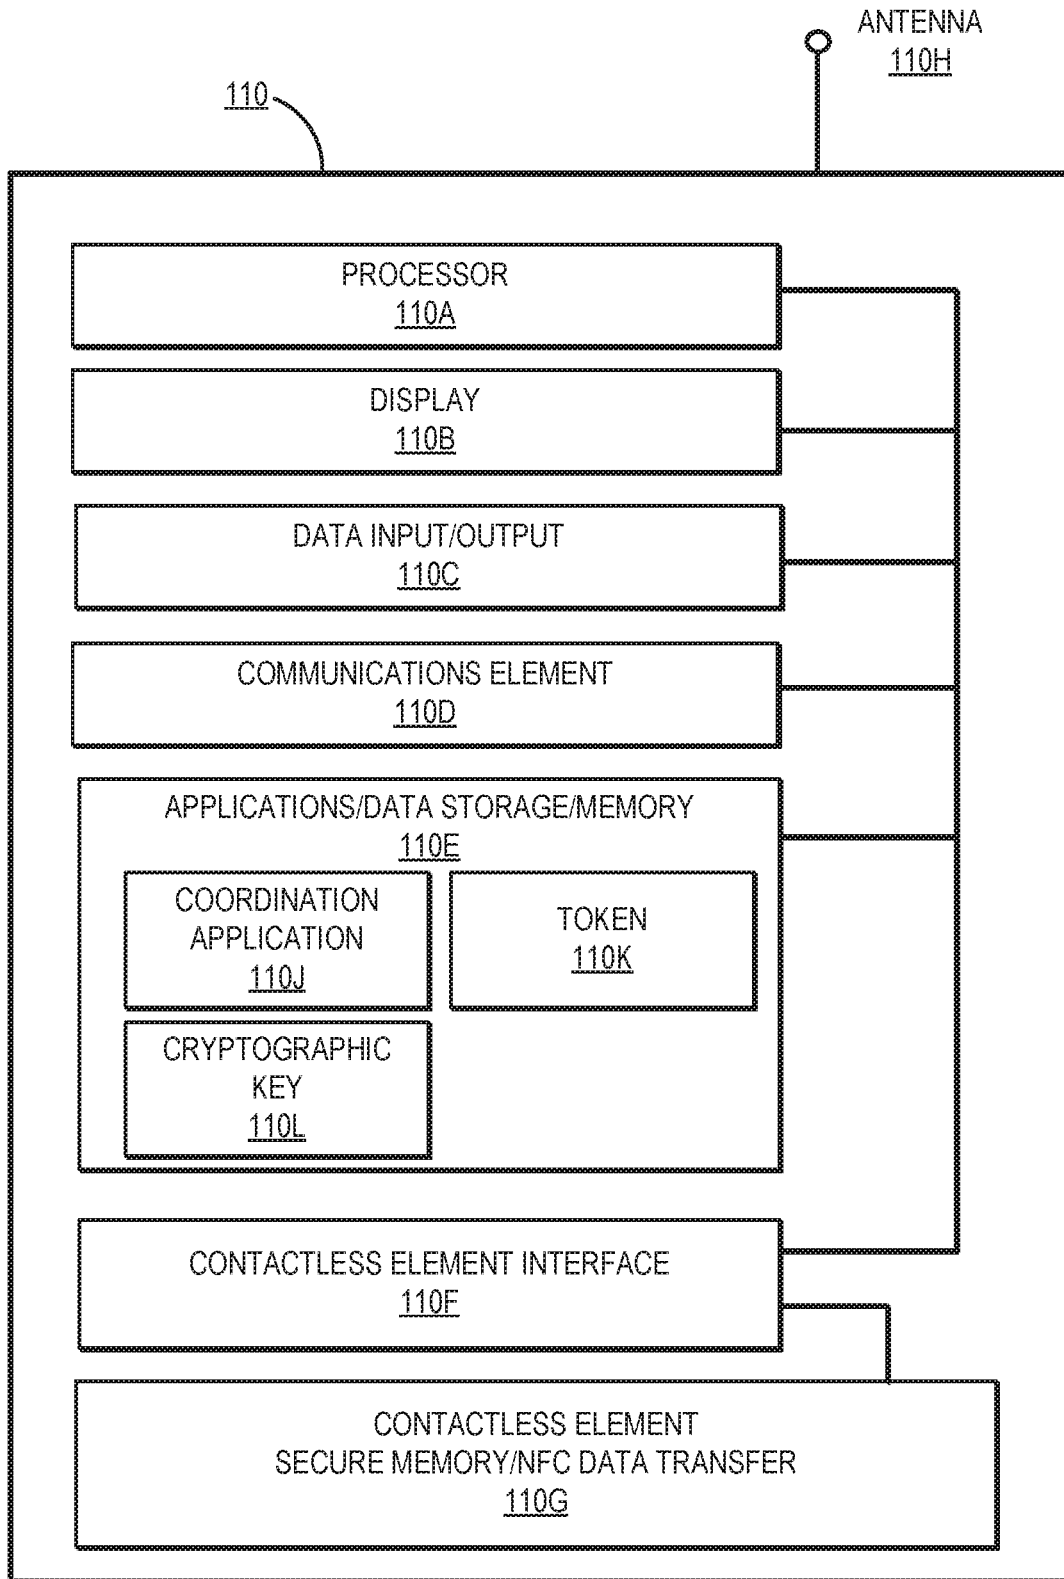 ANTENNA
110H
110
PROCESSOR
110A
DISPLAY
110B
DATA INPUT/OUTPUT
110C
COMMUNICATIONS ELEMENT
110D
APPLICATIONS/DATA STORAGE/MEMORY
110E
COORDINATION
APPLICATION
110J
TOKEN
110K
CRYPTOGRAPHIC
KEY
110L
CONTACTLESS ELEMENT INTERFACE
110F
CONTACTLESS ELEMENT
SECURE MEMORY/NFC DATA TRANSFER
110G